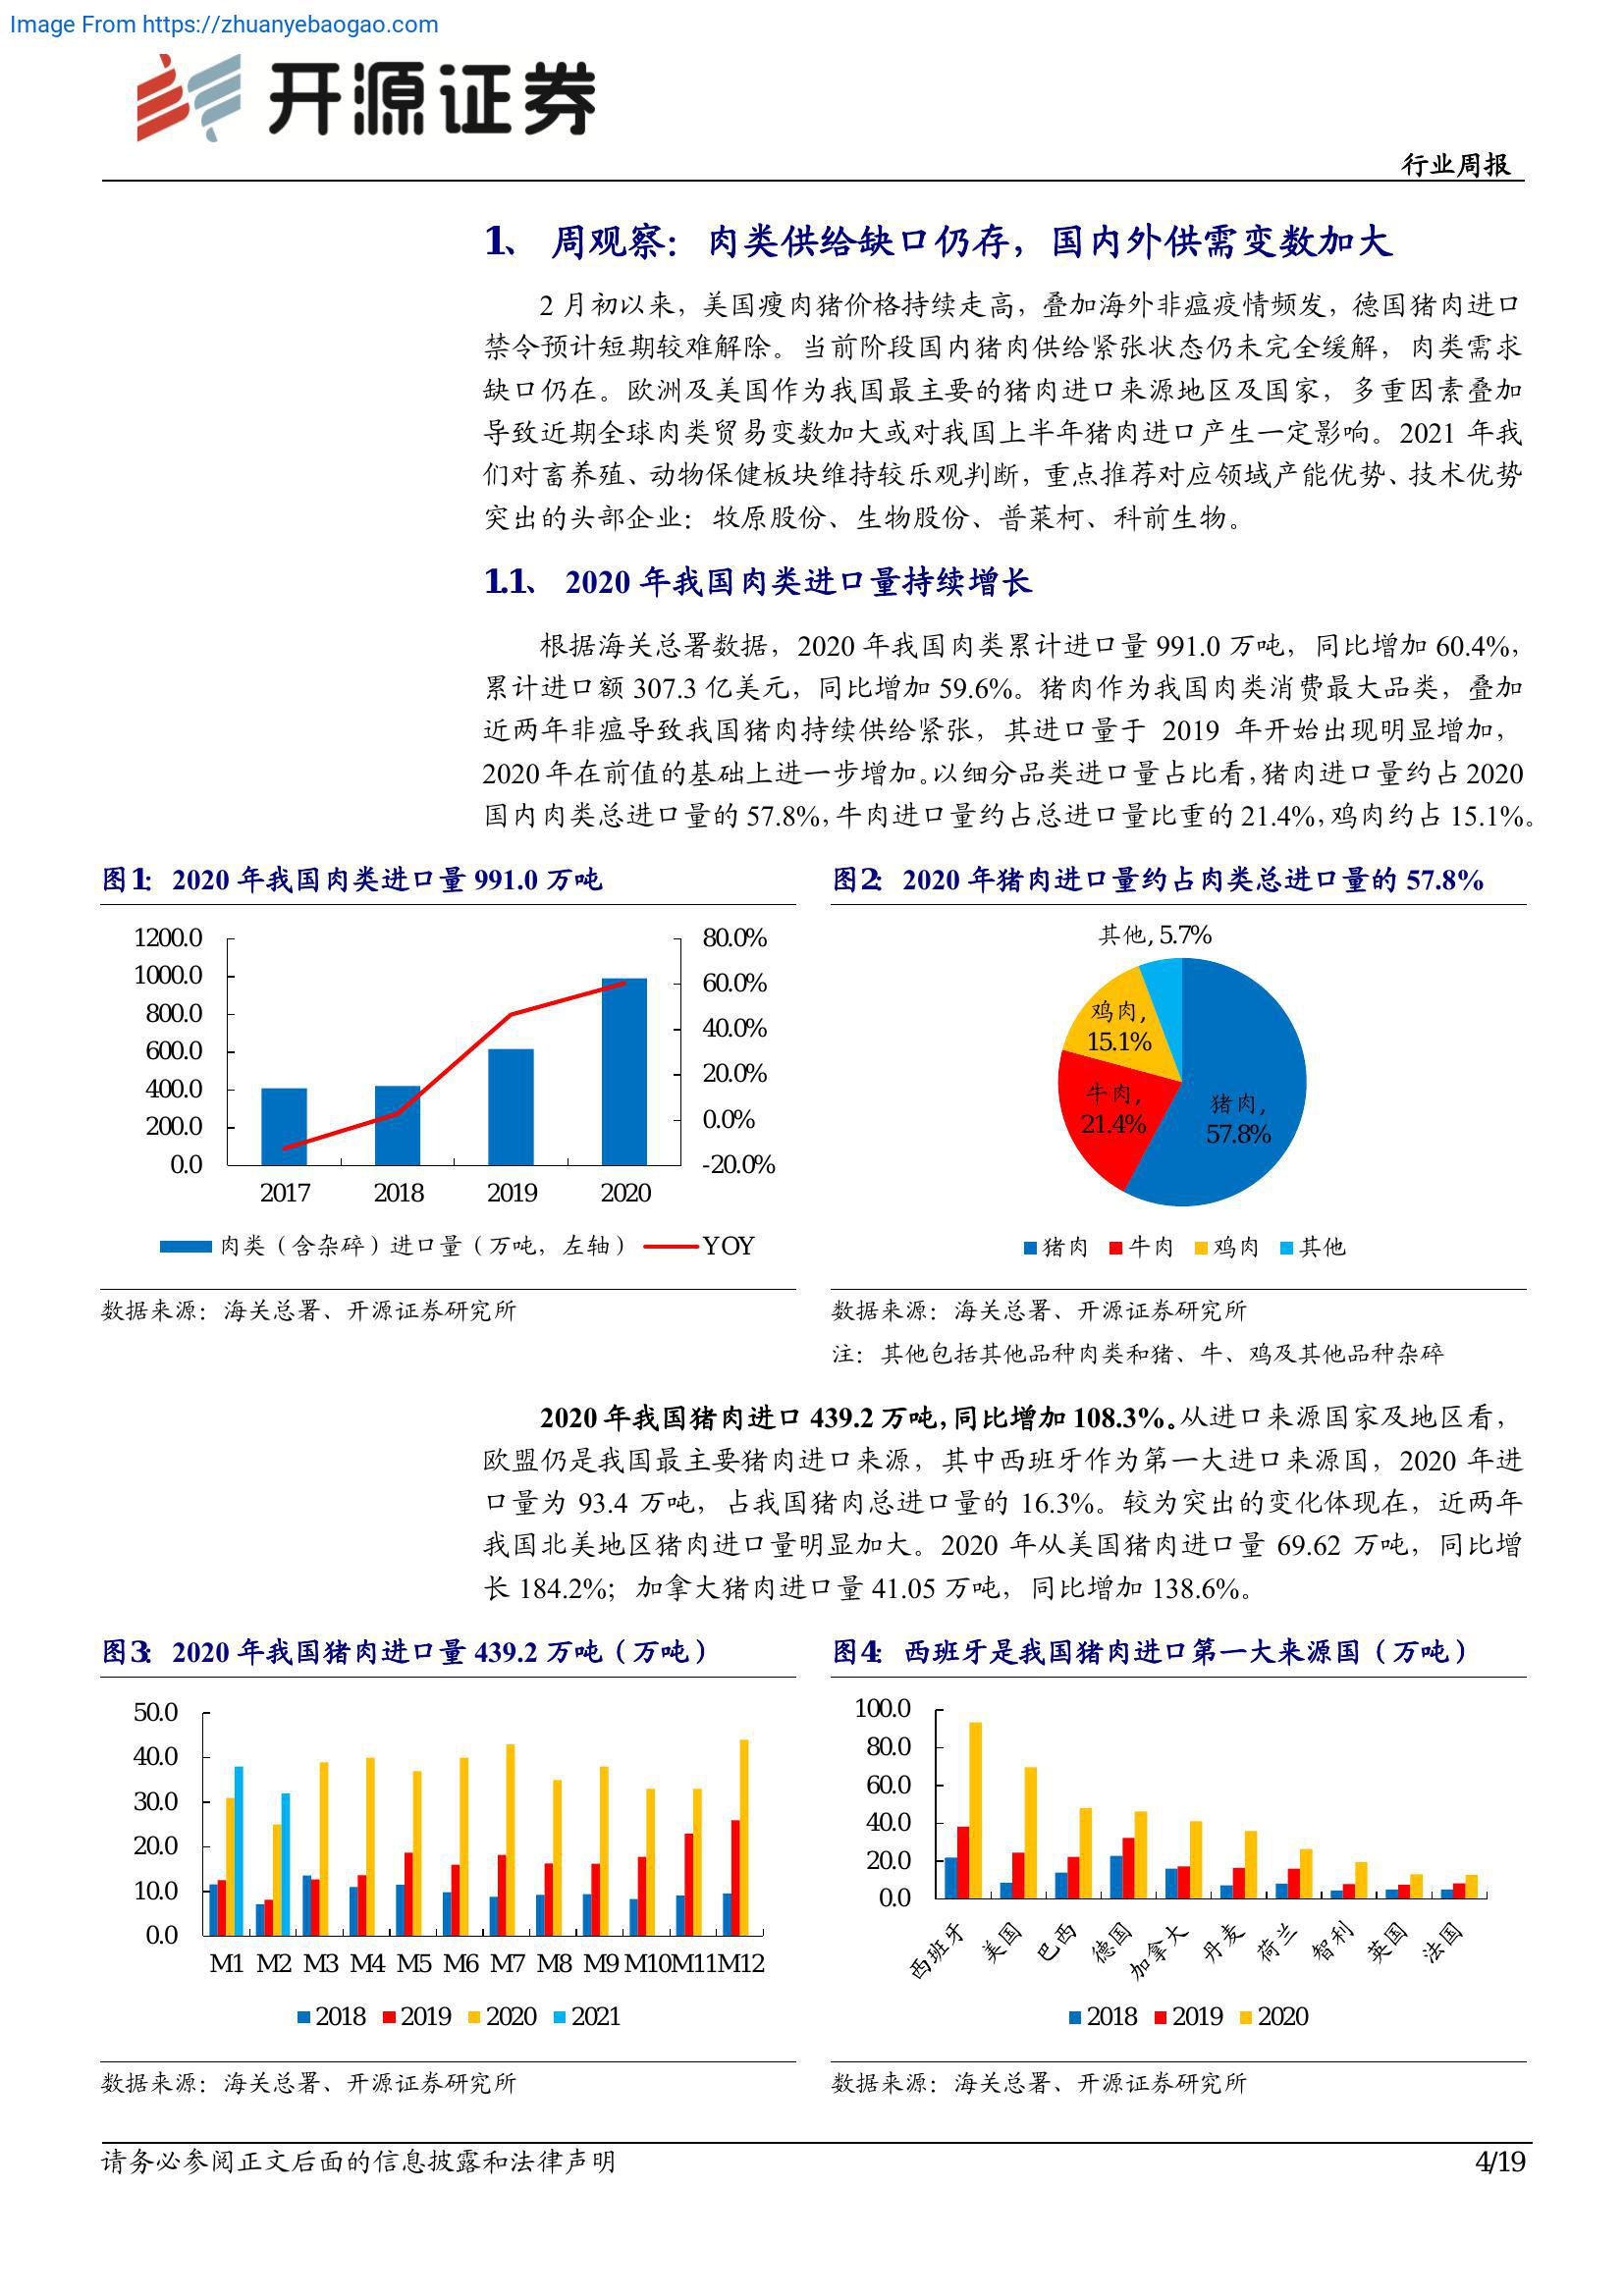 Image From https://zhuanyebaogao.com
开源证券
行业周报
1、 周观察：肉类供给缺口仍存，国内外供需变数加大
2 月初以来，美国瘦肉猪价格持续走高，叠加海外非瘟疫情频发，德国猪肉进口
禁令预计短期较难解除。当前阶段国内猪肉供给紧张状态仍未完全缓解，肉类需求
缺口仍在。欧洲及美国作为我国最主要的猪肉进口来源地区及国家，多重因素叠加
导致近期全球肉类贸易变数加大或对我国上半年猪肉进口产生一定影响。2021 年我
们对畜养殖、动物保健板块维持较乐观判断，重点推荐对应领域产能优势、技术优势
突出的头部企业：牧原股份、生物股份、普莱柯、科前生物。
1.1、 2020 年我国肉类进口量持续增长
根据海关总署数据，2020 年我国肉类累计进口量 991.0 万吨，同比增加 60.4%，
累计进口额 307.3 亿美元，同比增加 59.6%。猪肉作为我国肉类消费最大品类，叠加
近两年非瘟导致我国猪肉持续供给紧张，其进口量于 2019 年开始出现明显增加，
2020 年在前值的基础上进一步增加。以细分品类进口量占比看，猪肉进口量约占 2020
国内肉类总进口量的 57.8%，牛肉进口量约占总进口量比重的 21.4%，鸡肉约占 15.1%。
图1： 2020 年我国肉类进口量 991.0 万吨
1200.0
1000.0
800.0
600.0
400.0
200.0
0.0
80.0%
60.0%
40.0%
20.0%
0.0%
-20.0%
2017 2018 2019 2020
肉类（含杂碎）进口量（万吨，左轴） YOY
数据来源：海关总署、开源证券研究所
图2： 2020 年猪肉进口量约占肉类总进口量的 57.8%
其他, 5.7%
鸡肉,
15.1%
牛肉,
21.4%
猪肉,
57.8%
猪肉 牛肉 鸡肉 其他
数据来源：海关总署、开源证券研究所
注：其他包括其他品种肉类和猪、牛、鸡及其他品种杂碎
2020 年我国猪肉进口 439.2 万吨，同比增加 108.3%。从进口来源国家及地区看，
欧盟仍是我国最主要猪肉进口来源，其中西班牙作为第一大进口来源国，2020 年进
口量为 93.4 万吨，占我国猪肉总进口量的 16.3%。较为突出的变化体现在，近两年
我国北美地区猪肉进口量明显加大。2020 年从美国猪肉进口量 69.62 万吨，同比增
长 184.2%；加拿大猪肉进口量 41.05 万吨，同比增加 138.6%。
图3： 2020 年我国猪肉进口量 439.2 万吨（万吨）
50.0
40.0
30.0
20.0
10.0
0.0
M1 M2 M3 M4 M5 M6 M7 M8 M9 M10 M11 M12
2018 2019 2020 2021
数据来源：海关总署、开源证券研究所
图4： 西班牙是我国猪肉进口第一大来源国（万吨）
100.0
80.0
60.0
40.0
20.0
0.0
西班牙 美国 巴西 德国 加拿大 丹麦 荷兰 智利 英国 法国
2018 2019 2020
数据来源：海关总署、开源证券研究所
请务必参阅正文后面的信息披露和法律声明
4/19